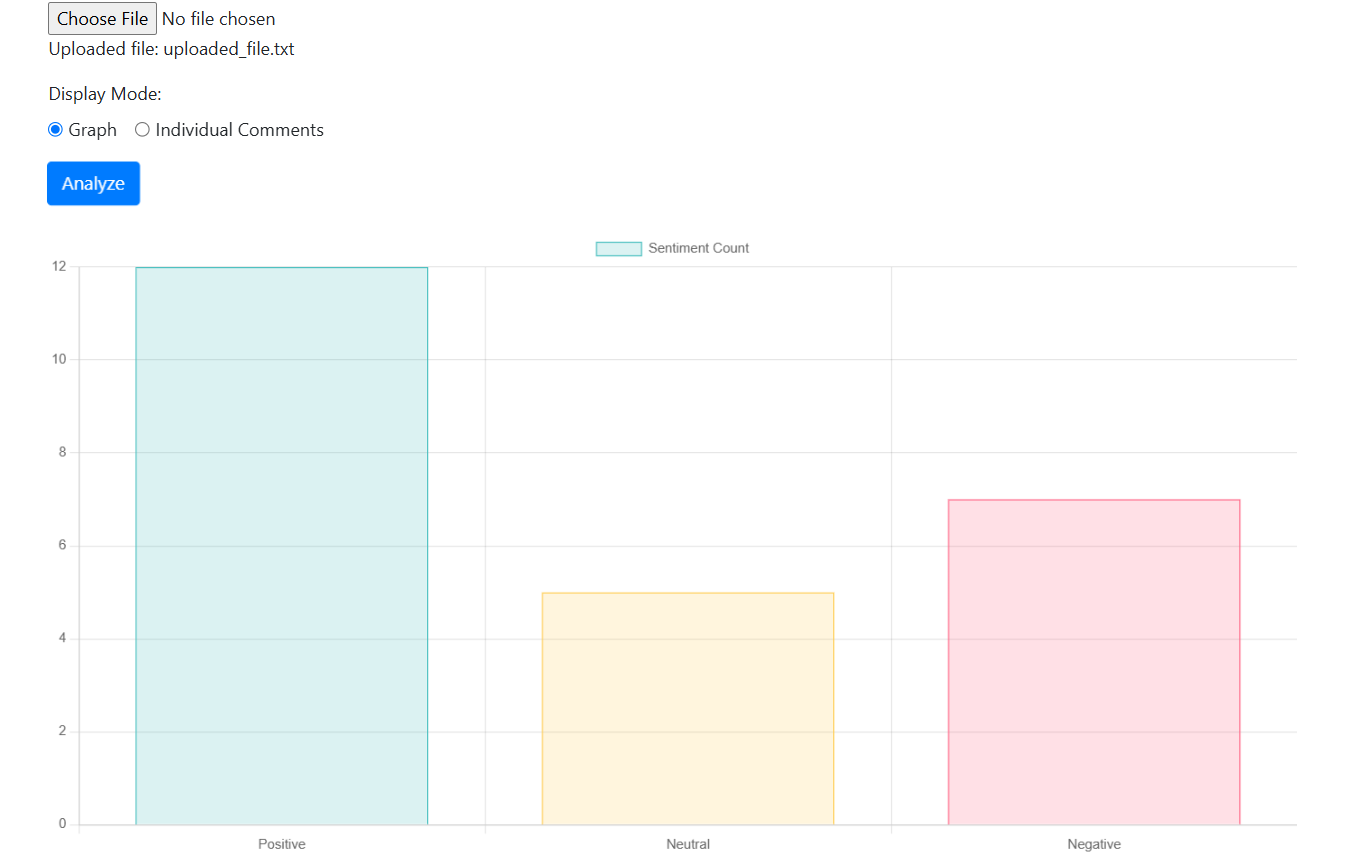 Choose File No file chosen
Uploaded file: uploaded_file.txt
Display Mode:
Graph Individual Comments
Analyze
Sentiment Count
12
10
8
6
4
2
0
Positive Neutral Negative